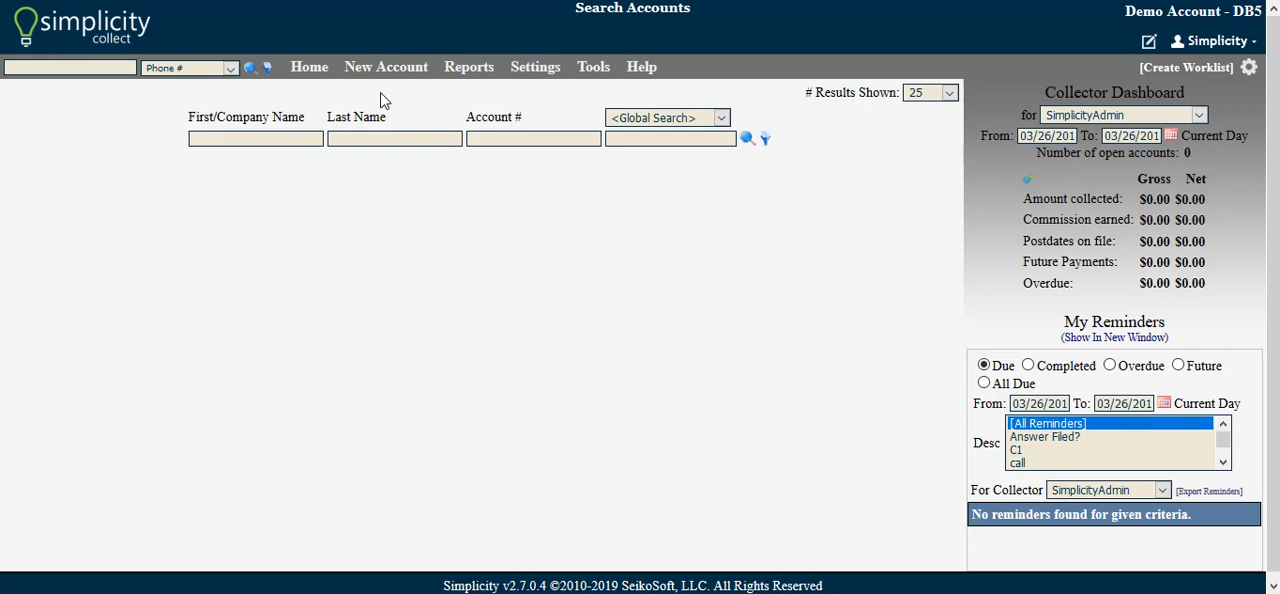 Search Accounts
simplicity
collect
Demo Account - DB5
Simplicity
Phone #
Home New Account Reports Settings Tools Help
[Create Worklist]
# Results Shown: 25
First/Company Name Last Name Account # <Global Search>
Collector Dashboard
for SimplicityAdmin
From: 03/26/201 To: 03/26/201 Current Day
Number of open accounts: 0
Gross Net
Amount collected: $0.00 $0.00
Commission earned: $0.00 $0.00
Postdates on file: $0.00 $0.00
Future Payments: $0.00 $0.00
Overdue: $0.00 $0.00
My Reminders
(Show In New Window)
Due Completed Overdue Future
All Due
From: 03/26/201 To: 03/26/201 Current Day
Desc
[All Reminders]
Answer Filed?
C1
call
For Collector SimplicityAdmin [Export Reminders]
No reminders found for given criteria.
Simplicity v2.7.0.4 ©2010-2019 SeikoSoft, LLC. All Rights Reserved